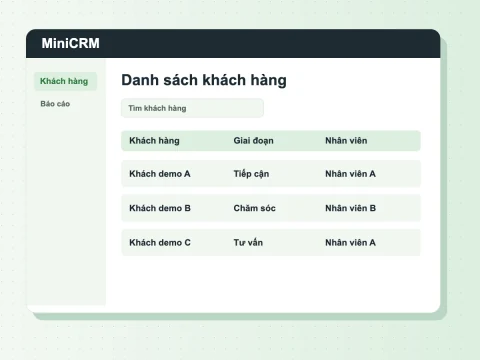 MiniCRM
Khách hàng
Báo cáo
Danh sách khách hàng
Tìm khách hàng
Khách hàng Giai đoạn Nhân viên
Khách demo A Tiếp cận Nhân viên A
Khách demo B Chăm sóc Nhân viên B
Khách demo C Tư vấn Nhân viên A